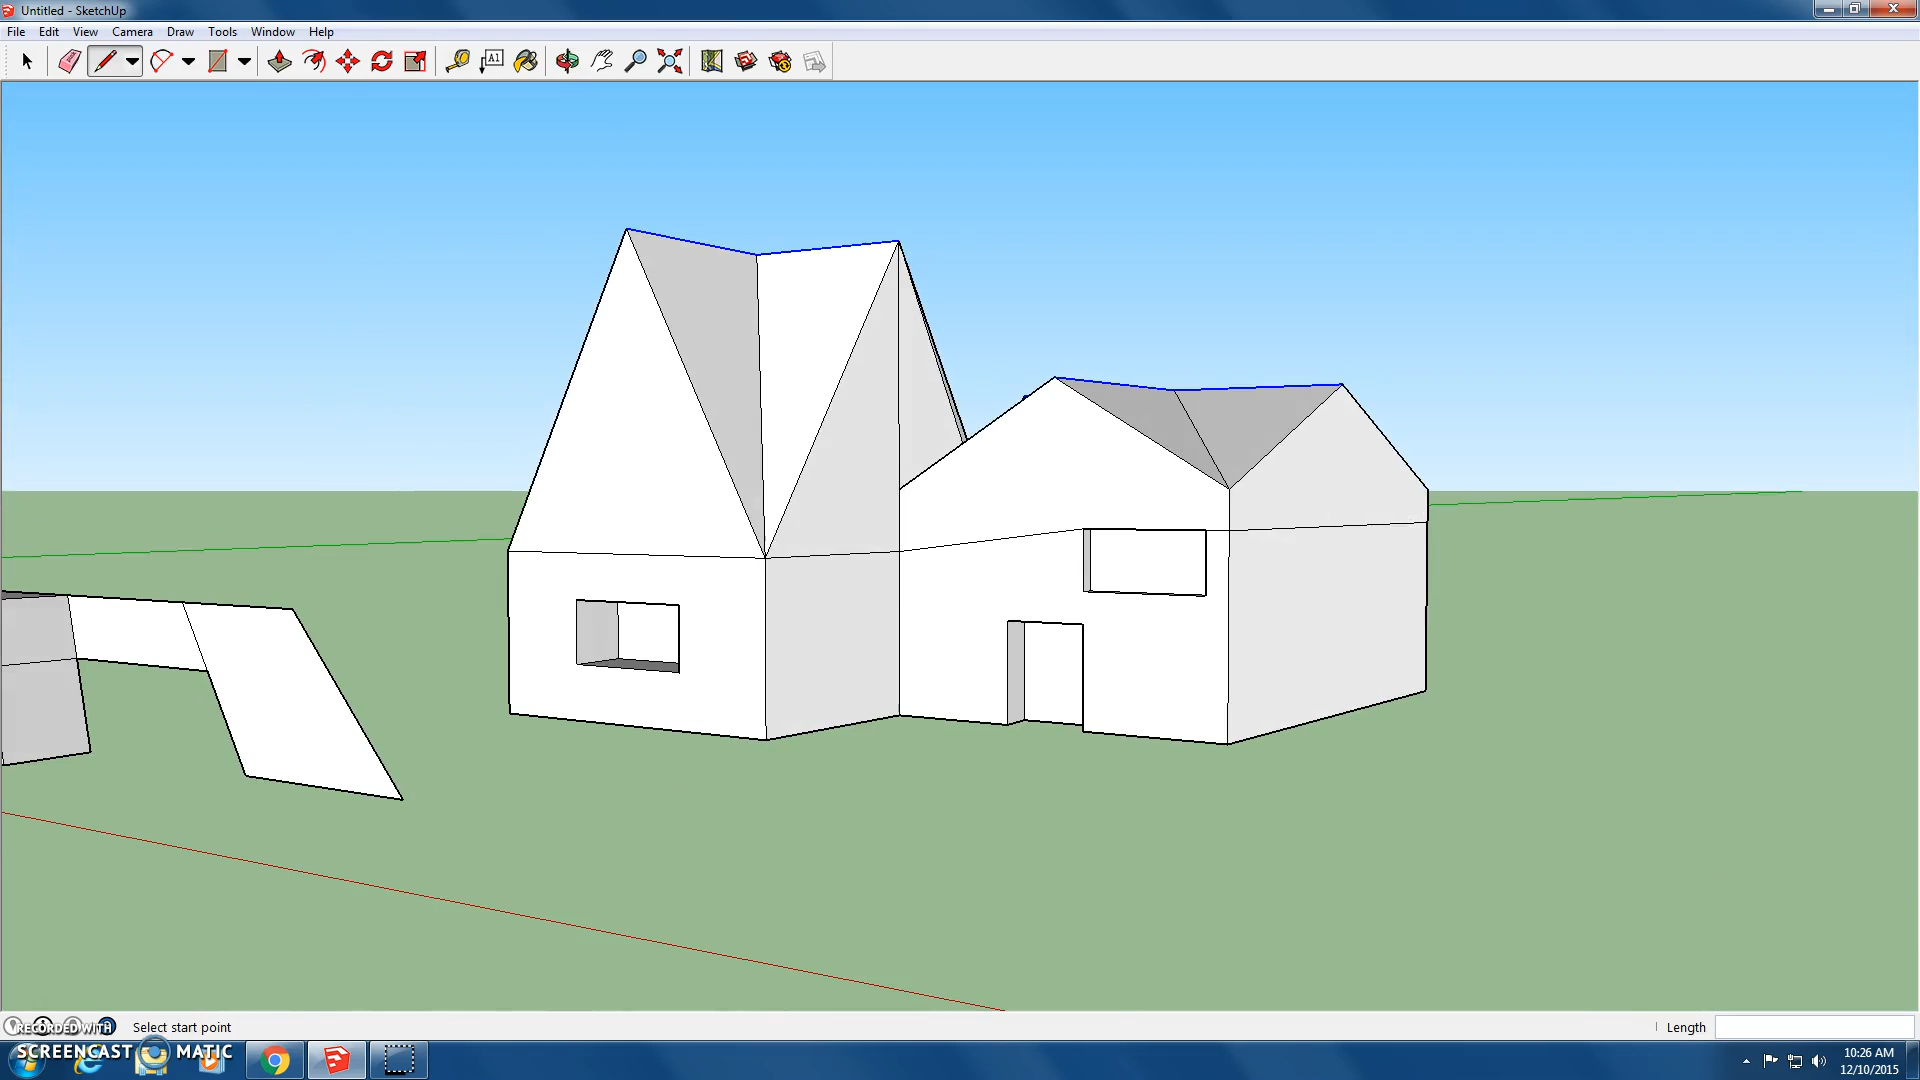 Untitled - SketchUp
File Edit View Camera Draw Tools Window Help
A1
Select start point
Length
RECORDED WITH
SCREENCAST MATIC
10:26 AM
12/10/2015